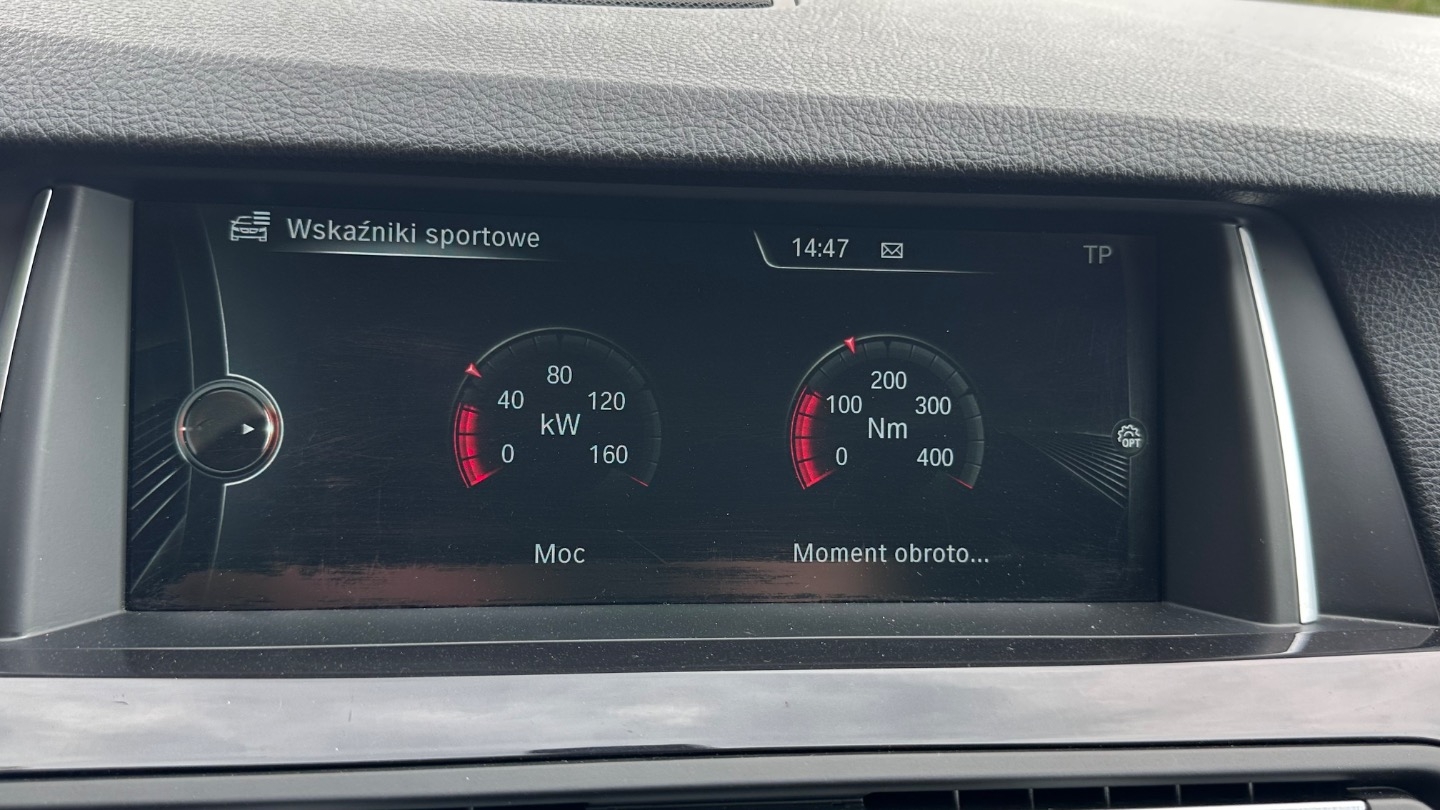 Wskaźniki sportowe
14:47
TP
80
40
120
kW
0
160
Moc
200
100
300
Nm
0
400
Moment obroto...
OPT